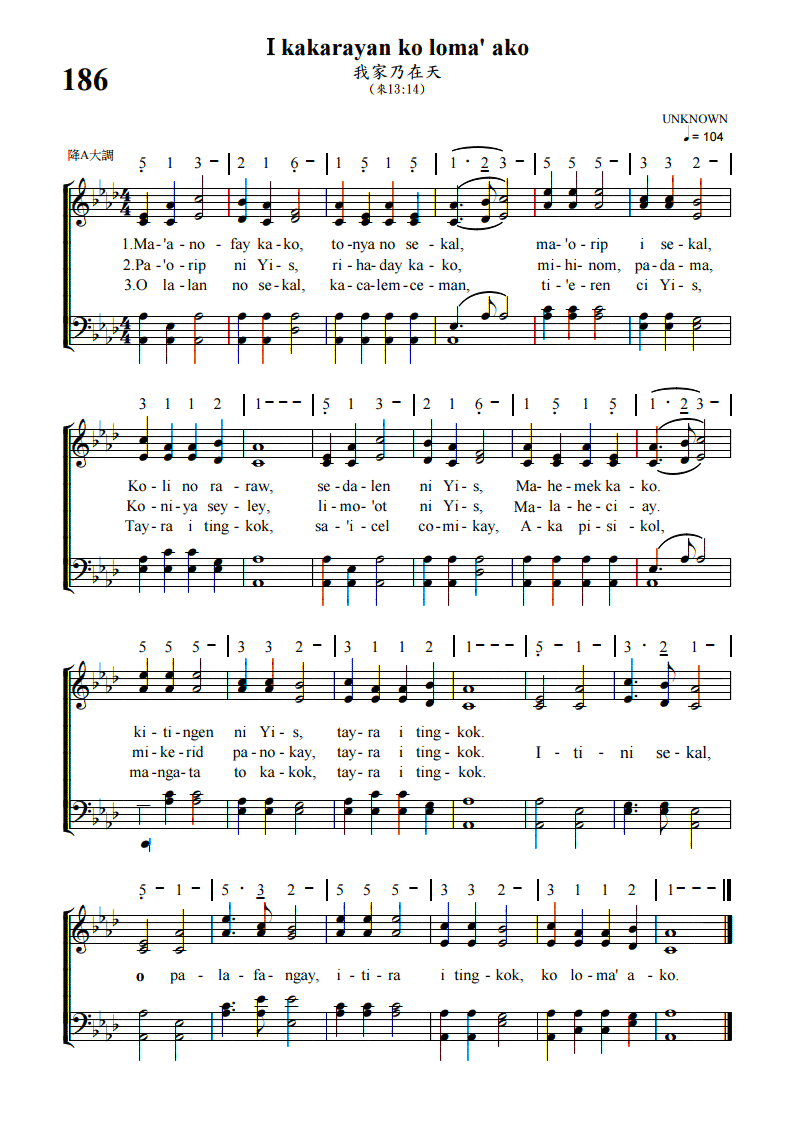 I kakarayan ko loma' ako
186
我家乃在天
(來13:14)
UNKNOWN
♩ = 104
降A大調
5 1 3 - | 2 1 6 - | 1 5 1 5 | 1 · 2 3 - | 5 5 5 - | 3 3 2 - |
1.Ma-'a-no-fay ka-ko, to-nya no se-kal, ma-'o-rip i se-kal,
2.Pa-'o-rip ni Yi-s, ri-ha-day ka-ko, mi-hi-nom, pa-da-ma,
3.O la-lan no se-kal, ka-ca-lem-ce-man, ti-'e-ren ci Yi-s,
3 1 1 2 | 1 - - - | 5 1 3 - | 2 1 6 - | 1 5 1 5 | 1 · 2 3 - |
Ko-li no ra-raw, se-da-len ni Yi-s, Ma-he-mek ka-ko.
Ko-ni-ya sey-ley, li-mo-'ot ni Yi-s, Ma-la-he-ci-ay.
Tay-ra i ting-kok, sa-'i-cel co-mi-kay, A-ka pi-si-kol,
5 5 5 - | 3 3 2 - | 3 1 1 2 | 1 - - - | 5 - 1 - | 3 · 2 1 - |
ki-ti-ngen ni Yi-s, tay-ra i ting-kok.
mi-ke-rid pa-no-kay, tay-ra i ting-kok. I-ti-ni se-kal,
ma-nga-ta to ka-kok, tay-ra i ting-kok.
5 - 1 - | 5 · 3 2 - | 5 5 3 - | 3 3 2 - | 3 1 1 2 | 1 - - - ||
o pa-la-fa-ngay, i-ti-ra i ting-kok, ko lo-ma' a-ko.